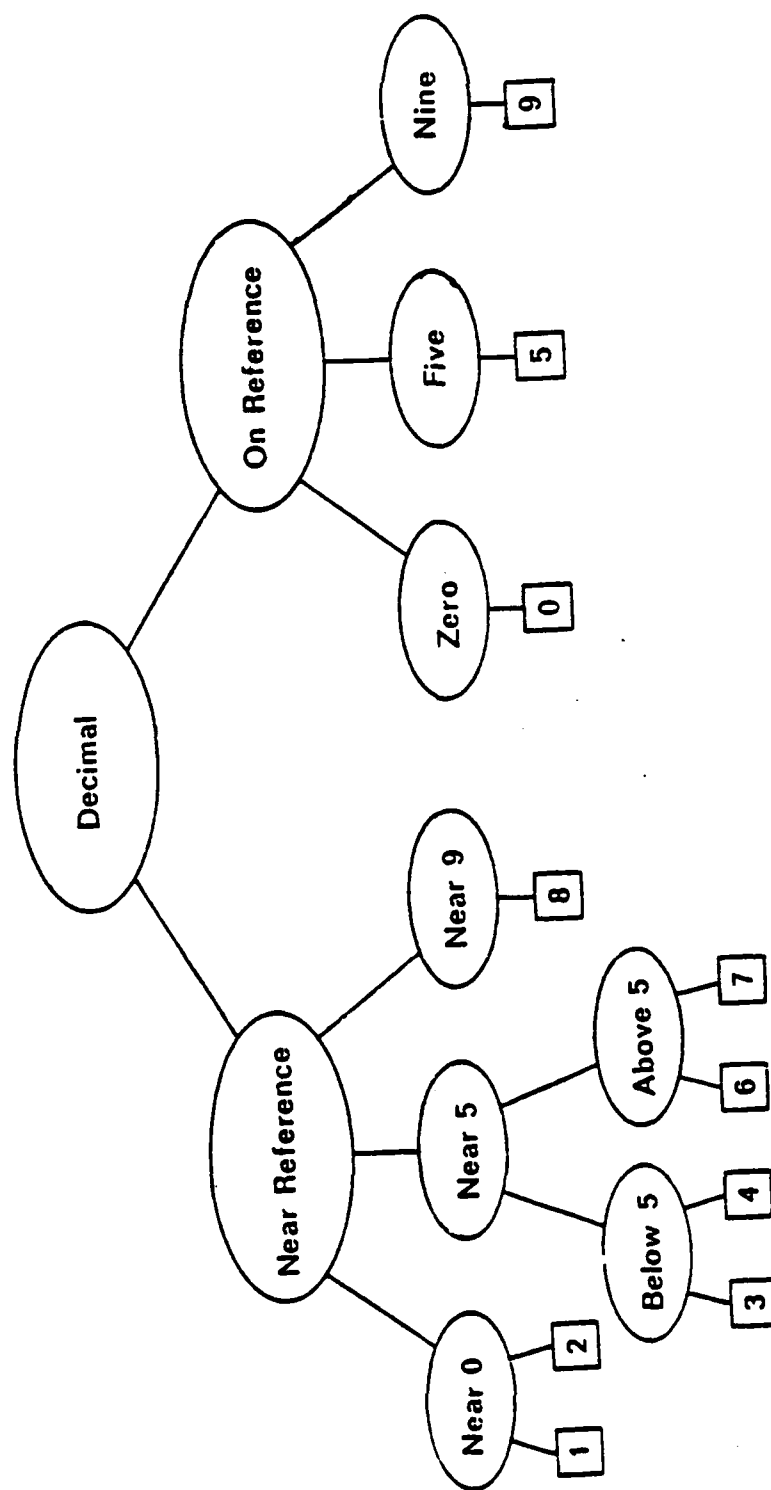 Decimal
Near Reference
On Reference
Near 0
Near 5
Near 9
Zero
Five
Nine
1
2
Below 5
Above 5
8
0
5
9
3
4
6
7